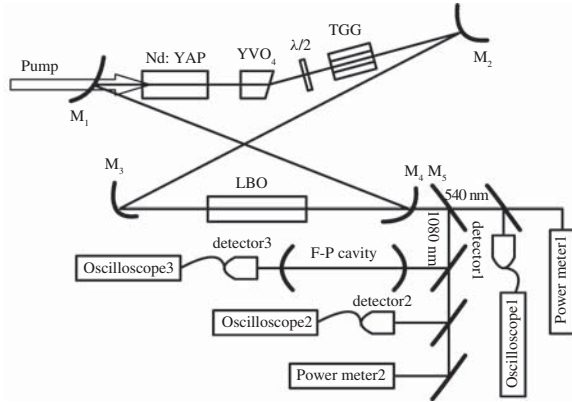 TGG
λ/2
YVO4
Nd: YAP
M2
Pump
M1
M3
M4 M5
LBO
540 nm
1080 nm
detector1
detector3
F-P cavity
Oscilloscope3
detector2
Oscilloscope2
Oscilloscope1
Power meter1
Power meter2